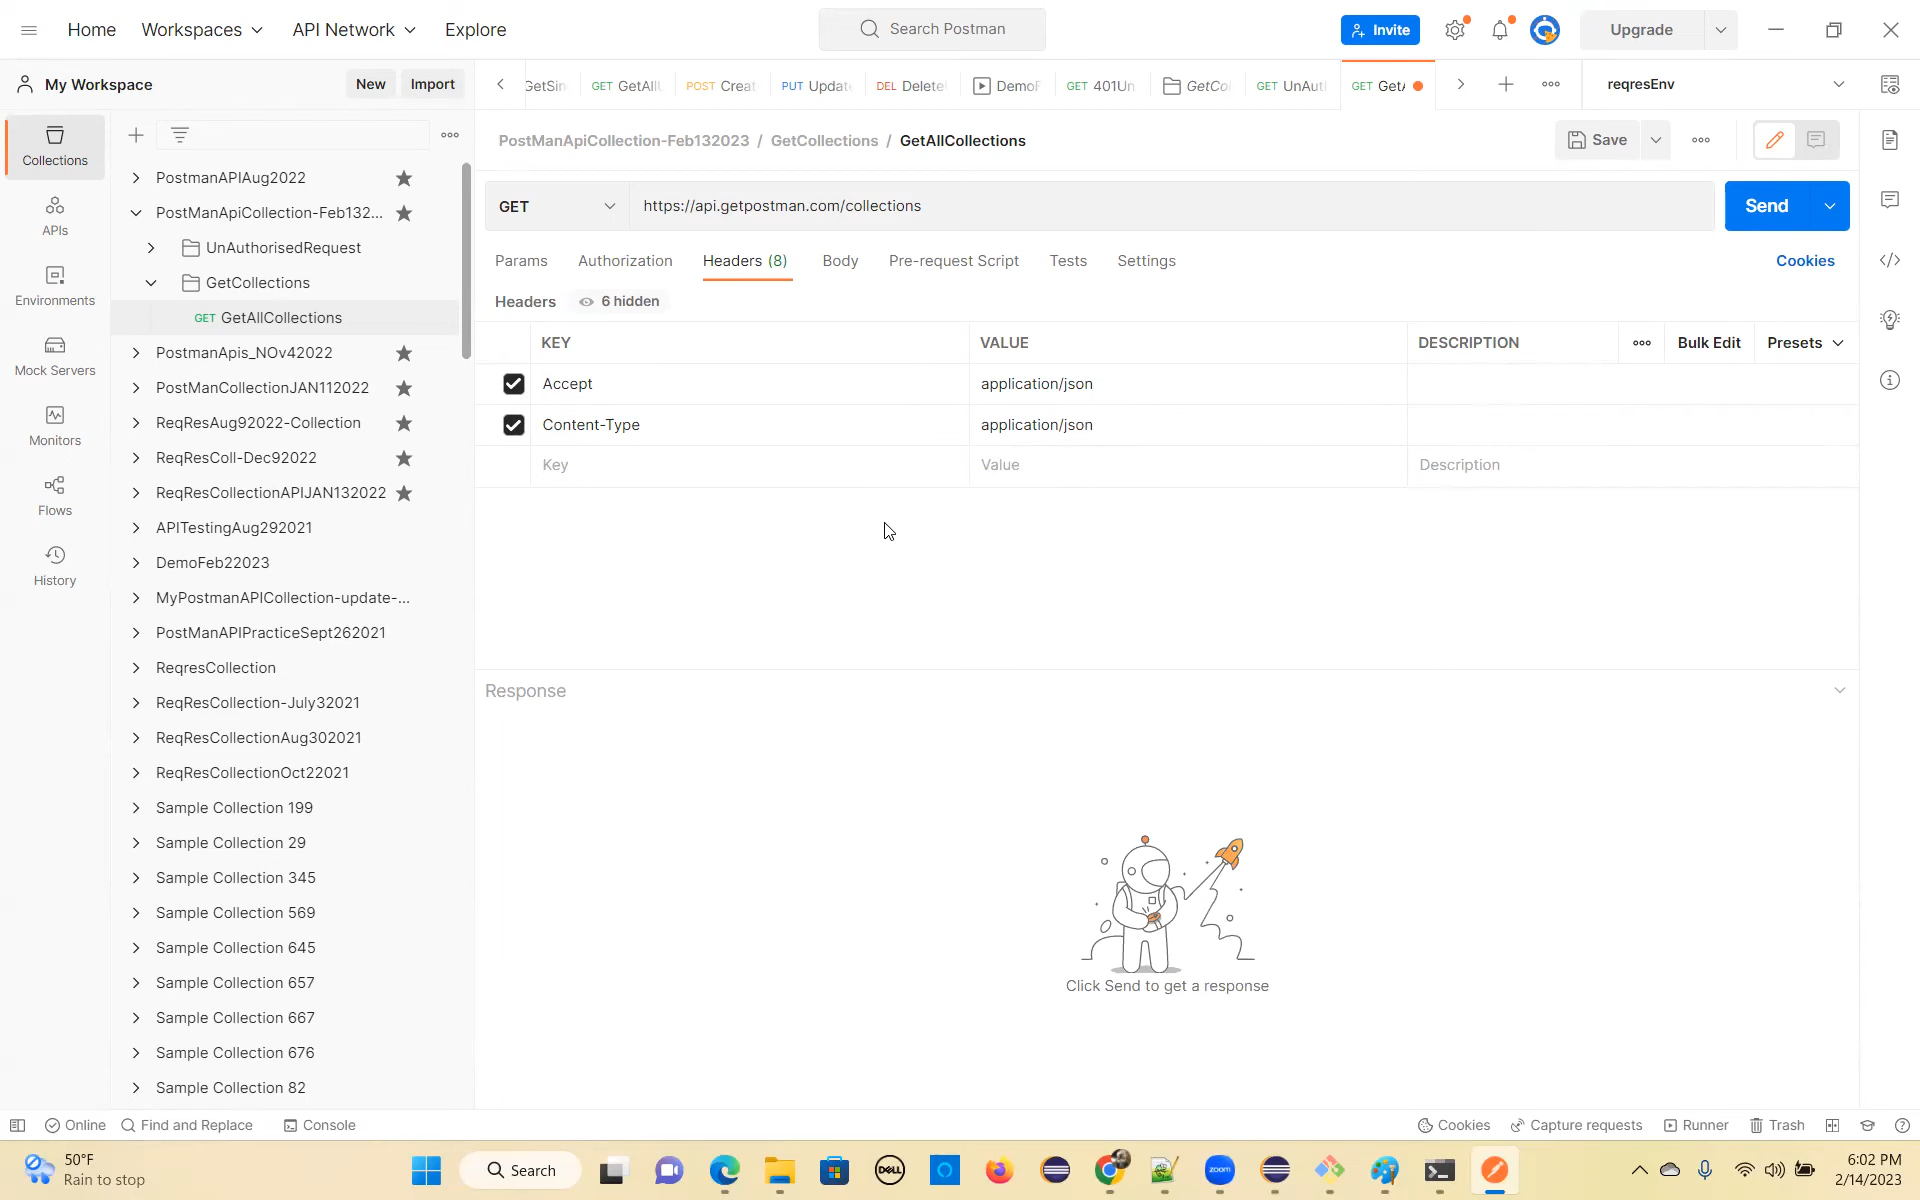 Home
Workspaces
API Network
Explore
Search Postman
Invite
Upgrade
My Workspace
New
Import
GetSin
GET GetAllU
POST Creat
PUT Update
DEL Delete
DemoF
GET 401Un
GetCol
GET UnAut
GET GetA
reqresEnv
Collections
APIs
Environments
Mock Servers
Monitors
Flows
History
PostmanAPIAug2022
PostManApiCollection-Feb132...
UnAuthorisedRequest
GetCollections
GET GetAllCollections
PostmanApis_NOv42022
PostManCollectionJAN112022
ReqResAug92022-Collection
ReqResColl-Dec92022
ReqResCollectionAPIJAN132022
APITestingAug292021
DemoFeb22023
MyPostmanAPICollection-update-...
PostManAPIPracticeSept262021
ReqresCollection
ReqResCollection-July32021
ReqResCollectionAug302021
ReqResCollectionOct22021
Sample Collection 199
Sample Collection 29
Sample Collection 345
Sample Collection 569
Sample Collection 645
Sample Collection 657
Sample Collection 667
Sample Collection 676
Sample Collection 82
PostManApiCollection-Feb132023 / GetCollections / GetAllCollections
Save
GET
https://api.getpostman.com/collections
Send
Params
Authorization
Headers (8)
Body
Pre-request Script
Tests
Settings
Cookies
Headers
6 hidden
KEY
VALUE
DESCRIPTION
Bulk Edit
Presets
Accept
application/json
Content-Type
application/json
Key
Value
Description
Response
Click Send to get a response
Online
Find and Replace
Console
Cookies
Capture requests
Runner
Trash
50°F
Rain to stop
Search
DELL
zoom
6:02 PM
2/14/2023